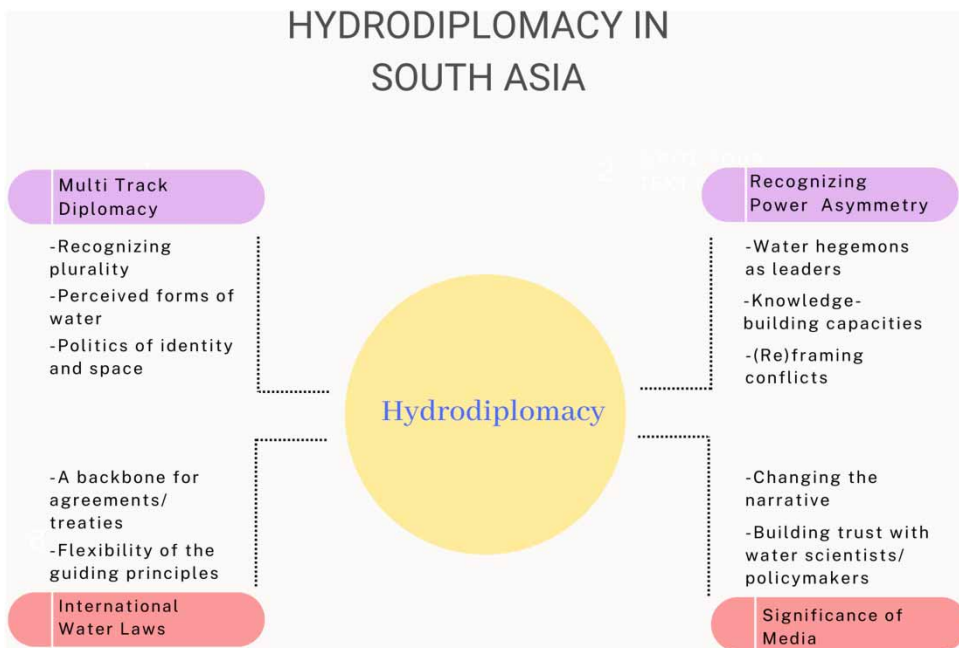 HYDRODIPLOMACY IN
SOUTH ASIA
Multi Track
Diplomacy
-Recognizing
plurality
-Perceived forms of
water
-Politics of identity
and space
Recognizing
Power Asymmetry
-Water hegemons
as leaders
-Knowledge-
building capacities
-(Re)framing
conflicts
Hydrodiplomacy
-A backbone for
agreements/
treaties
-Flexibility of the
guiding principles
International
Water Laws
-Changing the
narrative
-Building trust with
water scientists/
policymakers
Significance of
Media